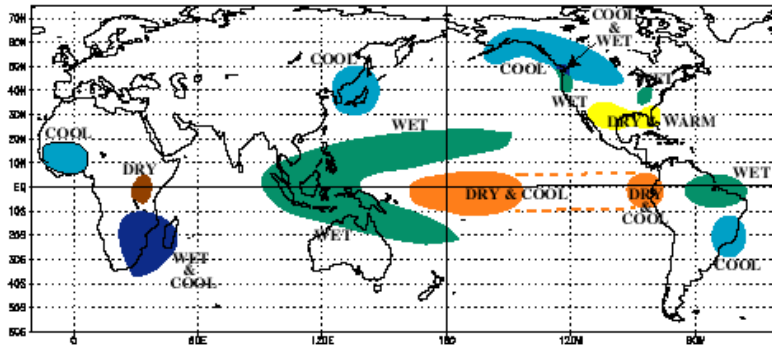 70N
COOL
&
WET
60N
COOL
COOL
50N
40N
WET
WET
30N
DRY & WARM
COOL
WET
20N
10N
DRY
WET
EQ
DRY & COOL
DRY
&
COOL
10S
20S
WET
WET
&
COOL
COOL
30S
40S
50S
60S
0
60E
120E
180
120W
60W